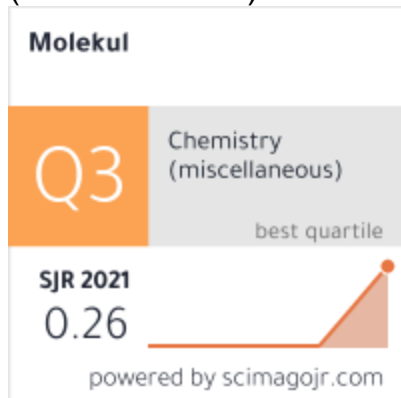 Molekul
Q3
Chemistry
(miscellaneous)
best quartile
SJR 2021
0.26
powered by scimagojr.com